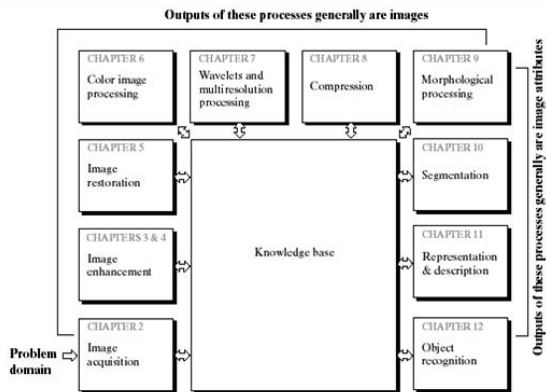 Outputs of these processes generally are images
CHAPTER 6
Color image
processing
CHAPTER 7
Wavelets and
multiresolution
processing
CHAPTER 8
Compression
CHAPTER 9
Morphological
processing
CHAPTER 5
Image
restoration
CHAPTERS 3 & 4
Image
enhancement
Problem
domain
CHAPTER 2
Image
acquisition
Knowledge base
CHAPTER 10
Segmentation
CHAPTER 11
Representation
& description
CHAPTER 12
Object
recognition
Outputs of these processes generally are image attributes